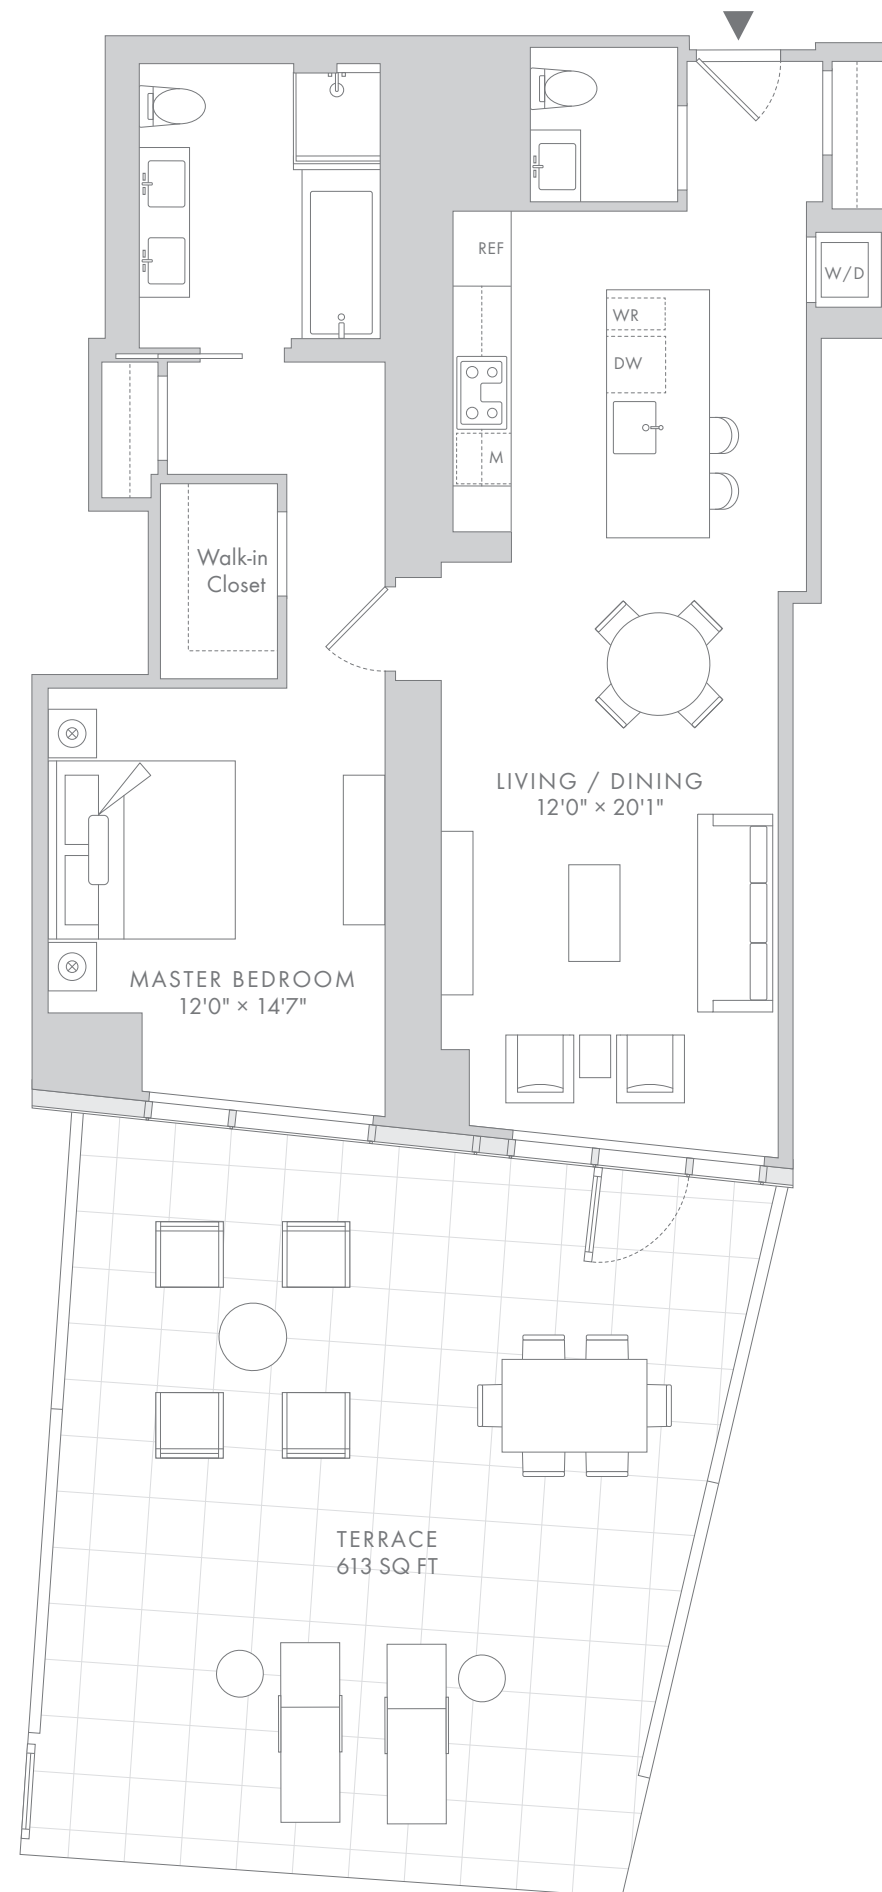 REF
W/D
WR
DW
M
Walk-in
Closet
LIVING / DINING
12'0" × 20'1"
MASTER BEDROOM
12'0" × 14'7"
TERRACE
613 SQ FT